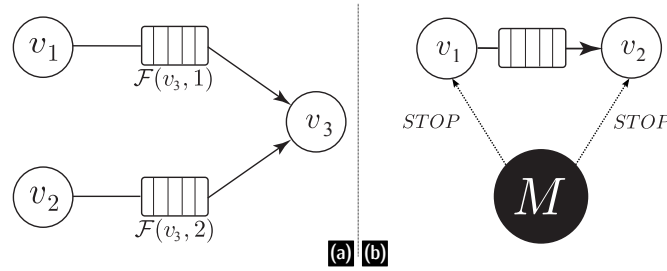 v₁
F(v₃, 1)
v₃
v₂
F(v₃, 2)
(a)
(b)
v₁
v₂
STOP
STOP
M